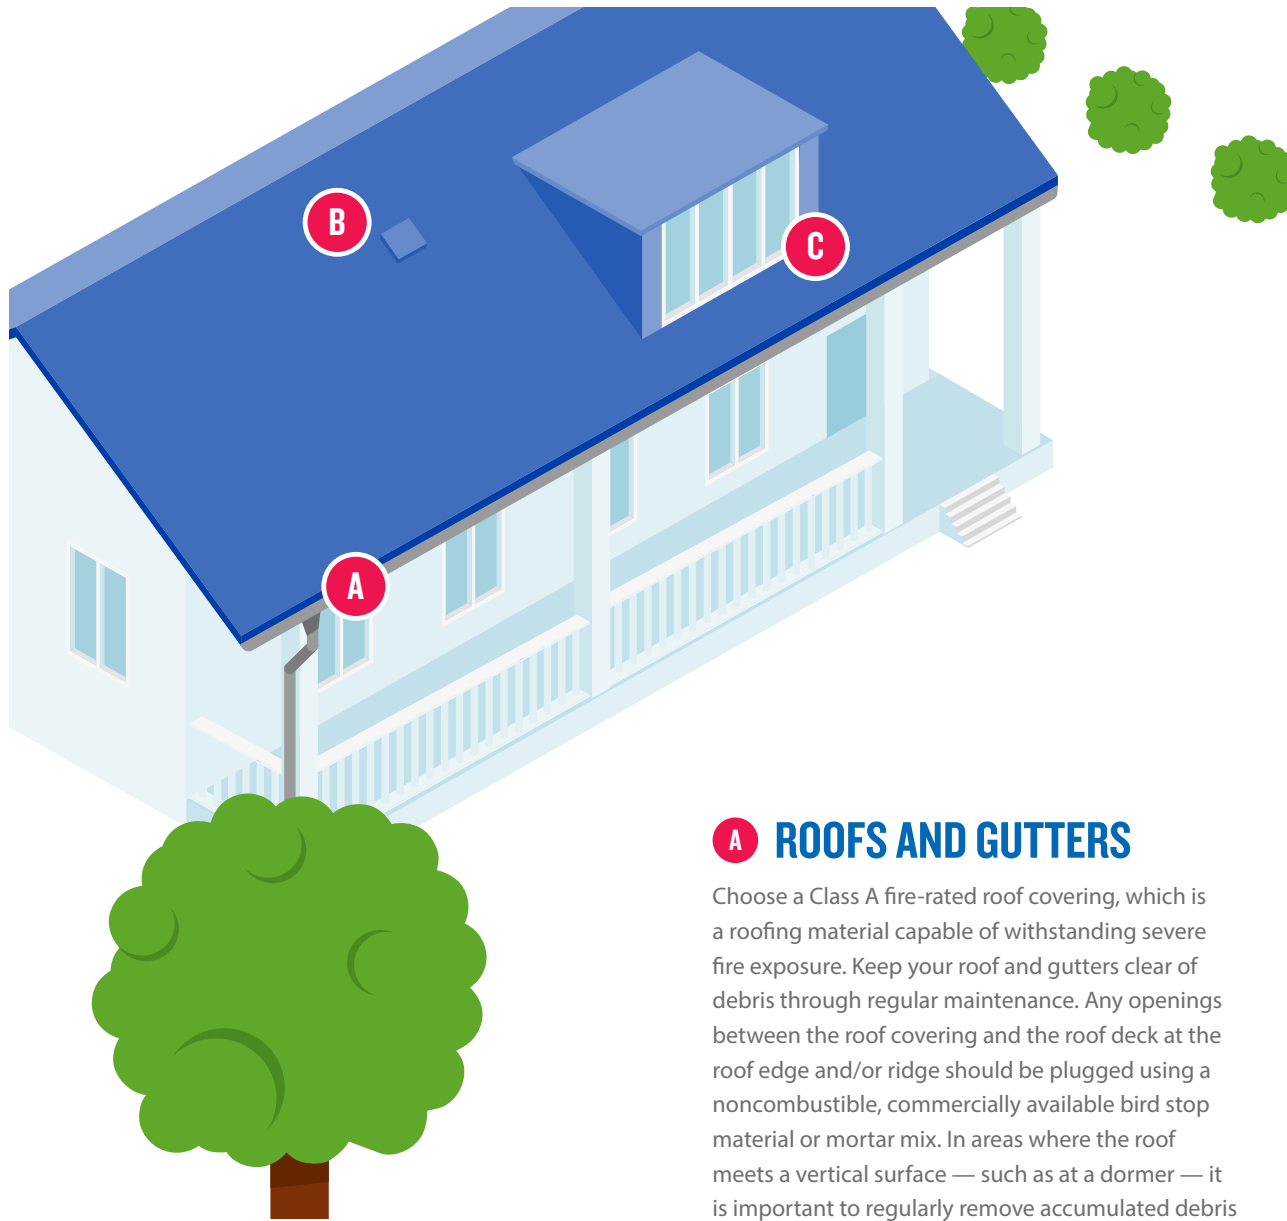 B
C
A
A ROOFS AND GUTTERS
Choose a Class A fire-rated roof covering, which is
a roofing material capable of withstanding severe
fire exposure. Keep your roof and gutters clear of
debris through regular maintenance. Any openings
between the roof covering and the roof deck at the
roof edge and/or ridge should be plugged using a
noncombustible, commercially available bird stop
material or mortar mix. In areas where the roof
meets a vertical surface — such as at a dormer — it
is important to regularly remove accumulated debris